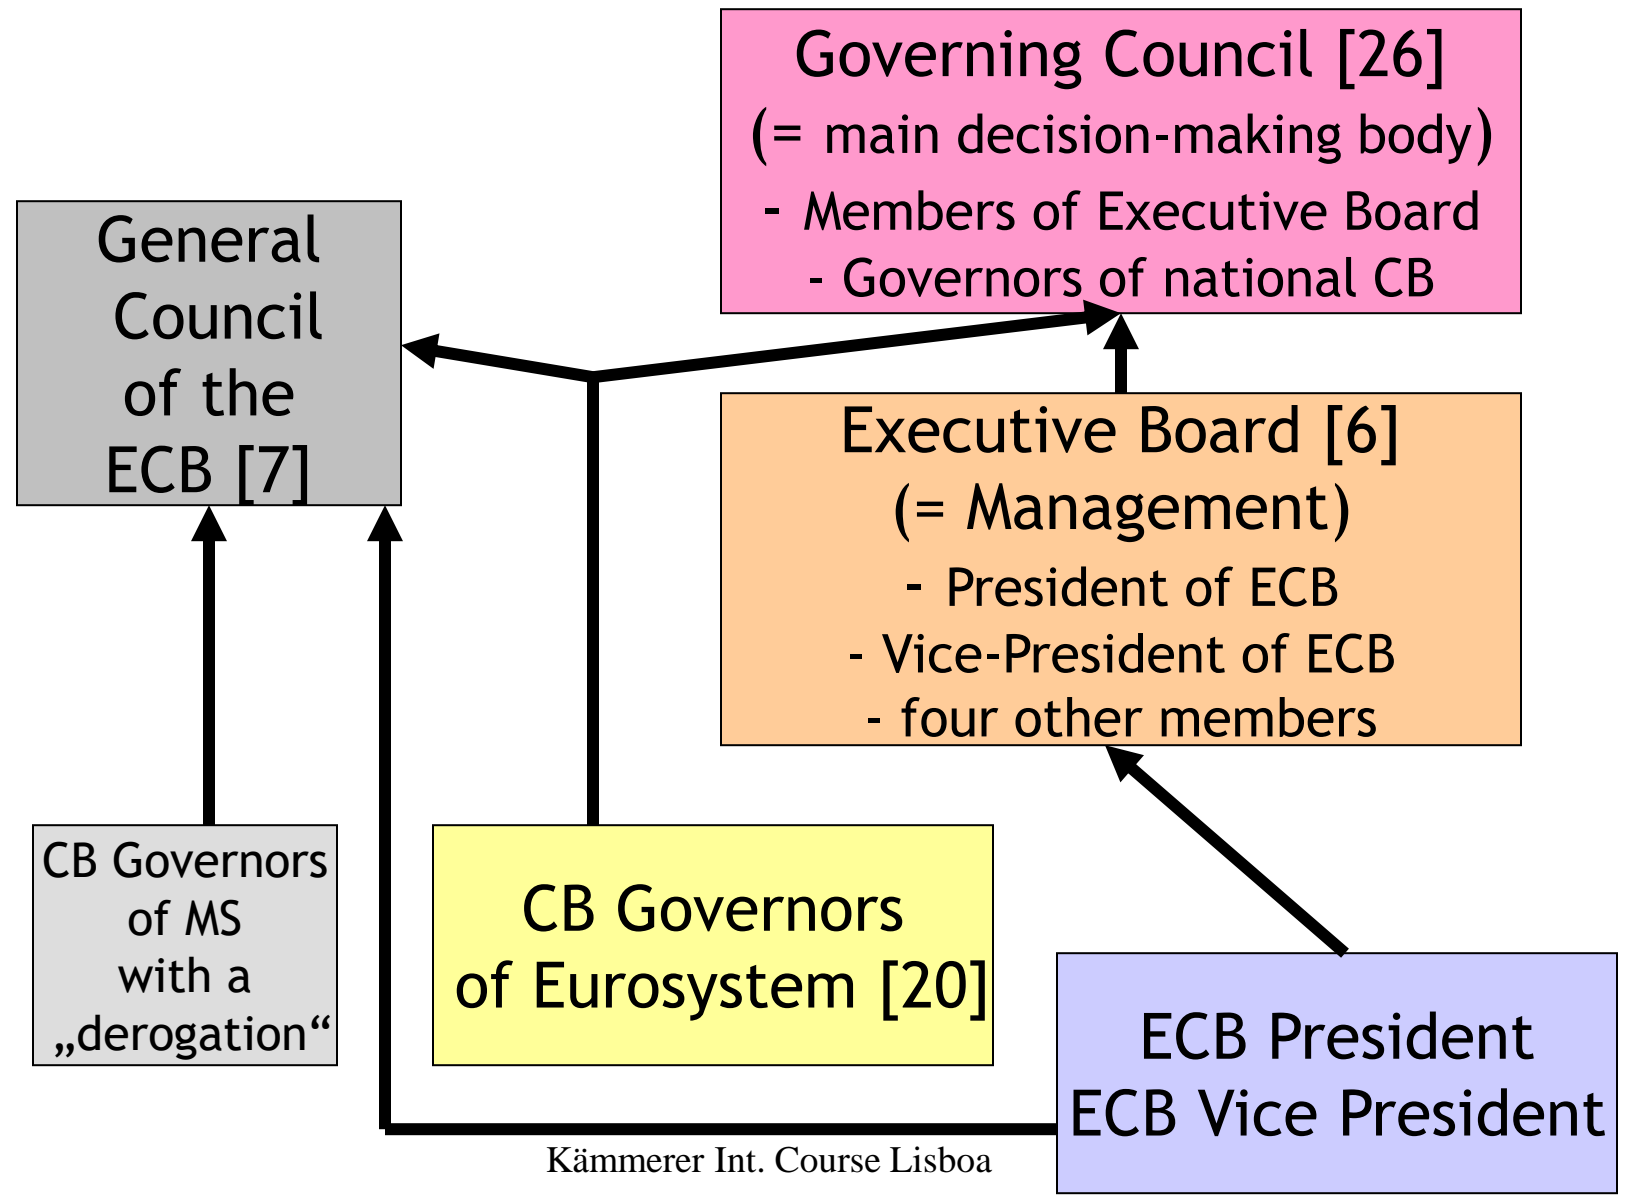 Governing Council [26]
(= main decision-making body)
- Members of Executive Board
- Governors of national CB
General
Council
of the
ECB [7]
Executive Board [6]
(= Management)
- President of ECB
- Vice-President of ECB
- four other members
CB Governors
of MS
with a
„derogation“
CB Governors
of Eurosystem [20]
ECB President
ECB Vice President
Kämmerer Int. Course Lisboa